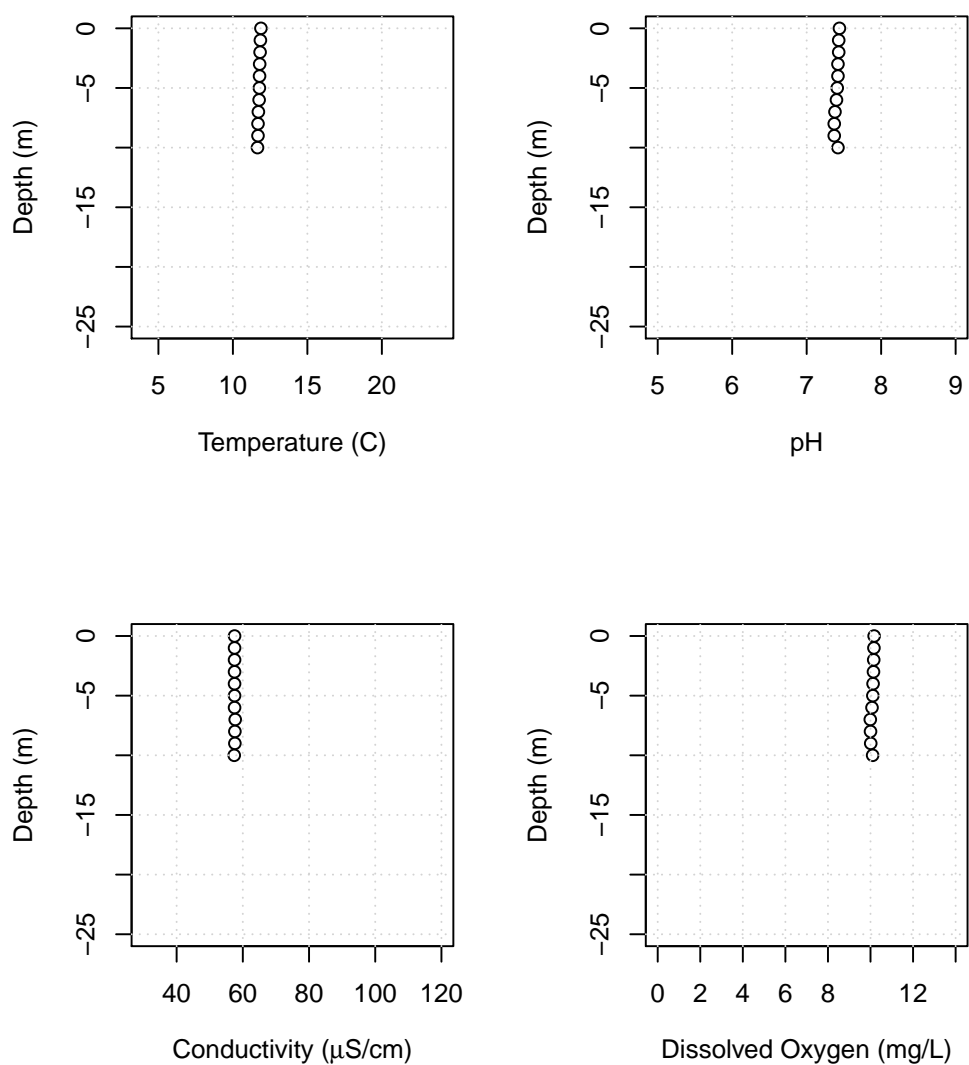 0
−5
−15
−25
Depth (m)
5 10 15 20
Temperature (C)
0
−5
−15
−25
Depth (m)
5 6 7 8 9
pH
0
−5
−15
−25
Depth (m)
40 60 80 100 120
Conductivity (μS/cm)
0
−5
−15
−25
Depth (m)
0 2 4 6 8 12
Dissolved Oxygen (mg/L)